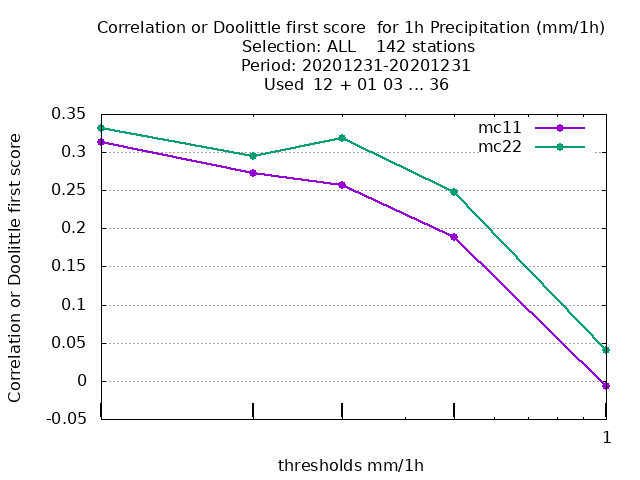 Correlation or Doolittle first score  for 1h Precipitation (mm/1h)
Selection: ALL    142 stations
Period: 20201231-20201231
Used  12 + 01 03 ... 36
mc11
mc22
0.35
0.3
0.25
0.2
0.15
0.1
0.05
0
-0.05
Correlation or Doolittle first score
1
thresholds mm/1h